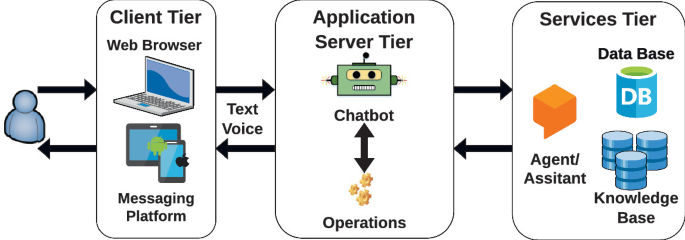 Client Tier
Web Browser
Messaging
Platform
Text
Voice
Application
Server Tier
Chatbot
Operations
Services Tier
Data Base
DB
Agent/
Assitant
Knowledge
Base